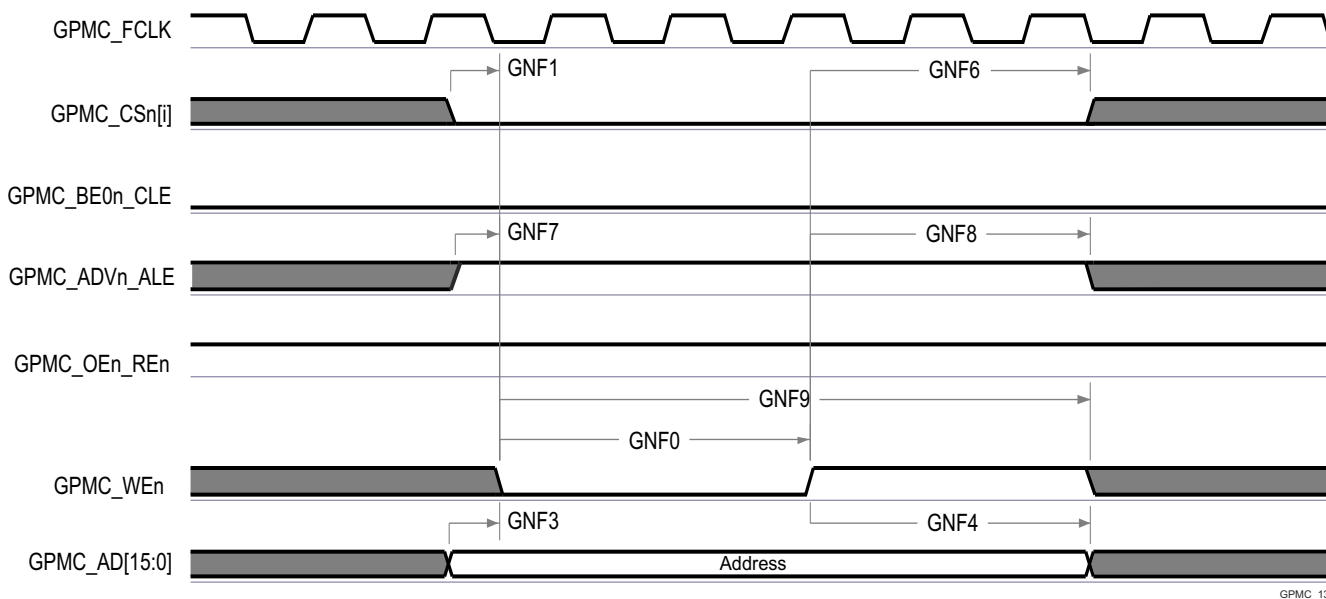 GPMC_FCLK
GNF1
GNF6
GPMC_CSn[i]
GPMC_BE0n_CLE
GNF7
GNF8
GPMC_ADVn_ALE
GPMC_OEn_REn
GNF9
GNF0
GPMC_WEn
GNF3
GNF4
GPMC_AD[15:0]
Address